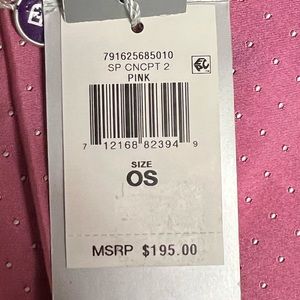 791625685010
SP CNCPT 2
PINK
7 12168 82394 9
SIZE
OS
MSRP $195.00